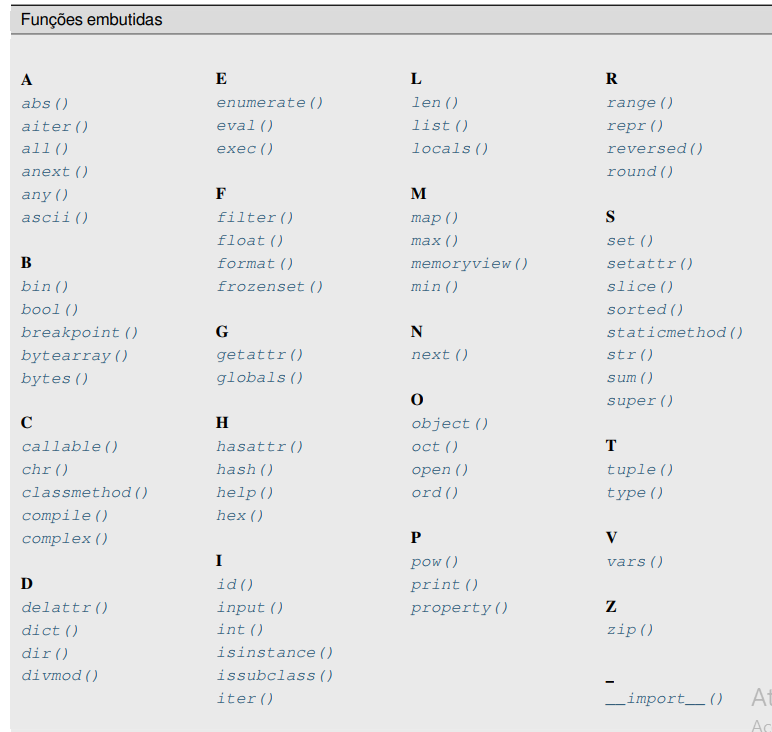 Funções embutidas
A
abs()
aiter()
all()
anext()
any()
ascii()
B
bin()
bool()
breakpoint()
bytearray()
bytes()
C
callable()
chr()
classmethod()
compile()
complex()
D
delattr()
dict()
dir()
divmod()
E
enumerate()
eval()
exec()
F
filter()
float()
format()
frozenset()
G
getattr()
globals()
H
hasattr()
hash()
help()
hex()
I
id()
input()
int()
isinstance()
issubclass()
iter()
L
len()
list()
locals()
M
map()
max()
memoryview()
min()
N
next()
O
object()
oct()
open()
ord()
P
pow()
print()
property()
R
range()
repr()
reversed()
round()
S
set()
setattr()
slice()
sorted()
staticmethod()
str()
sum()
super()
T
tuple()
type()
V
vars()
Z
zip()
_
__import__()